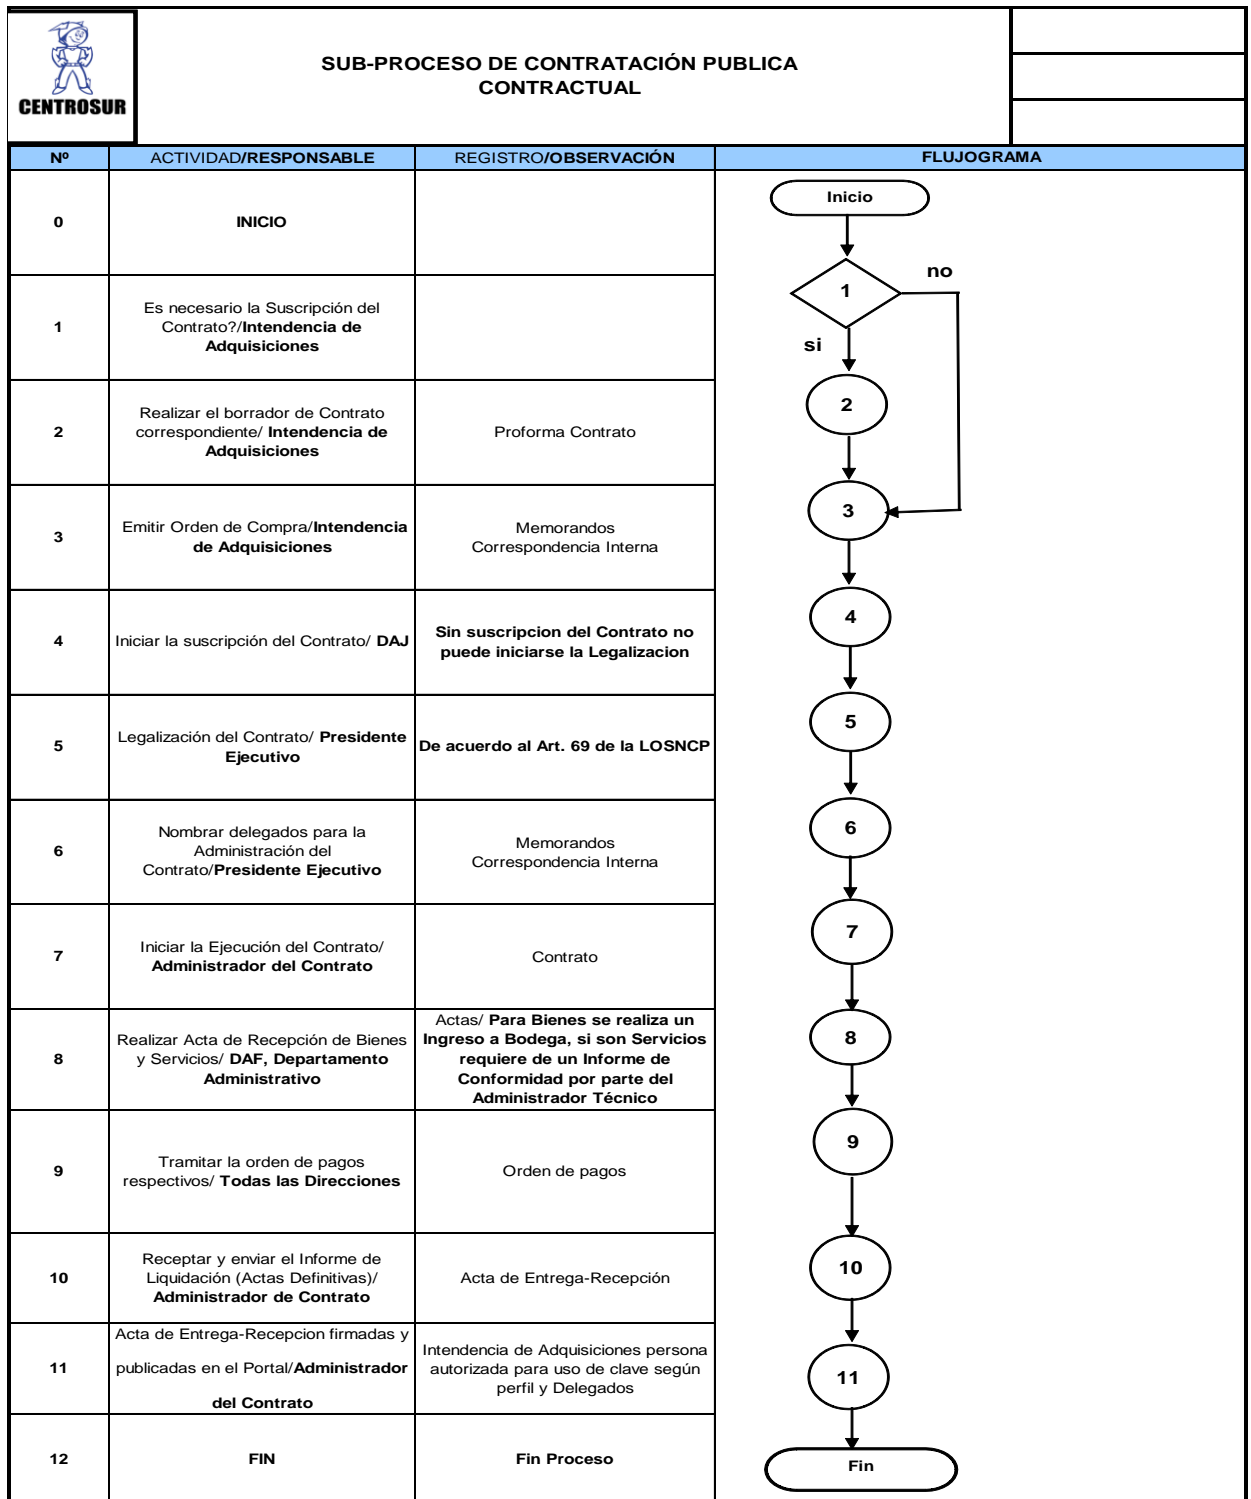 CENTROSUR
SUB-PROCESO DE CONTRATACIÓN PUBLICA
CONTRACTUAL
Nº
ACTIVIDAD/RESPONSABLE
REGISTRO/OBSERVACIÓN
FLUJOGRAMA
0
INICIO
Inicio
1
Es necesario la Suscripción del
Contrato?/Intendencia de
Adquisiciones
1
no
si
2
Realizar el borrador de Contrato
correspondiente/ Intendencia de
Adquisiciones
Proforma Contrato
2
3
Emitir Orden de Compra/Intendencia
de Adquisiciones
Memorandos
Correspondencia Interna
3
4
Iniciar la suscripción del Contrato/ DAJ
Sin suscripcion del Contrato no
puede iniciarse la Legalizacion
4
5
Legalización del Contrato/ Presidente
Ejecutivo
De acuerdo al Art. 69 de la LOSNCP
5
6
Nombrar delegados para la
Administración del
Contrato/Presidente Ejecutivo
Memorandos
Correspondencia Interna
6
7
Iniciar la Ejecución del Contrato/
Administrador del Contrato
Contrato
7
8
Realizar Acta de Recepción de Bienes
y Servicios/ DAF, Departamento
Administrativo
Actas/ Para Bienes se realiza un
Ingreso a Bodega, si son Servicios
requiere de un Informe de
Conformidad por parte del
Administrador Técnico
8
9
Tramitar la orden de pagos
respectivos/ Todas las Direcciones
Orden de pagos
9
10
Receptar y enviar el Informe de
Liquidación (Actas Definitivas)/
Administrador de Contrato
Acta de Entrega-Recepción
10
11
Acta de Entrega-Recepcion firmadas y
publicadas en el Portal/Administrador
del Contrato
Intendencia de Adquisiciones persona
autorizada para uso de clave según
perfil y Delegados
11
12
FIN
Fin Proceso
Fin